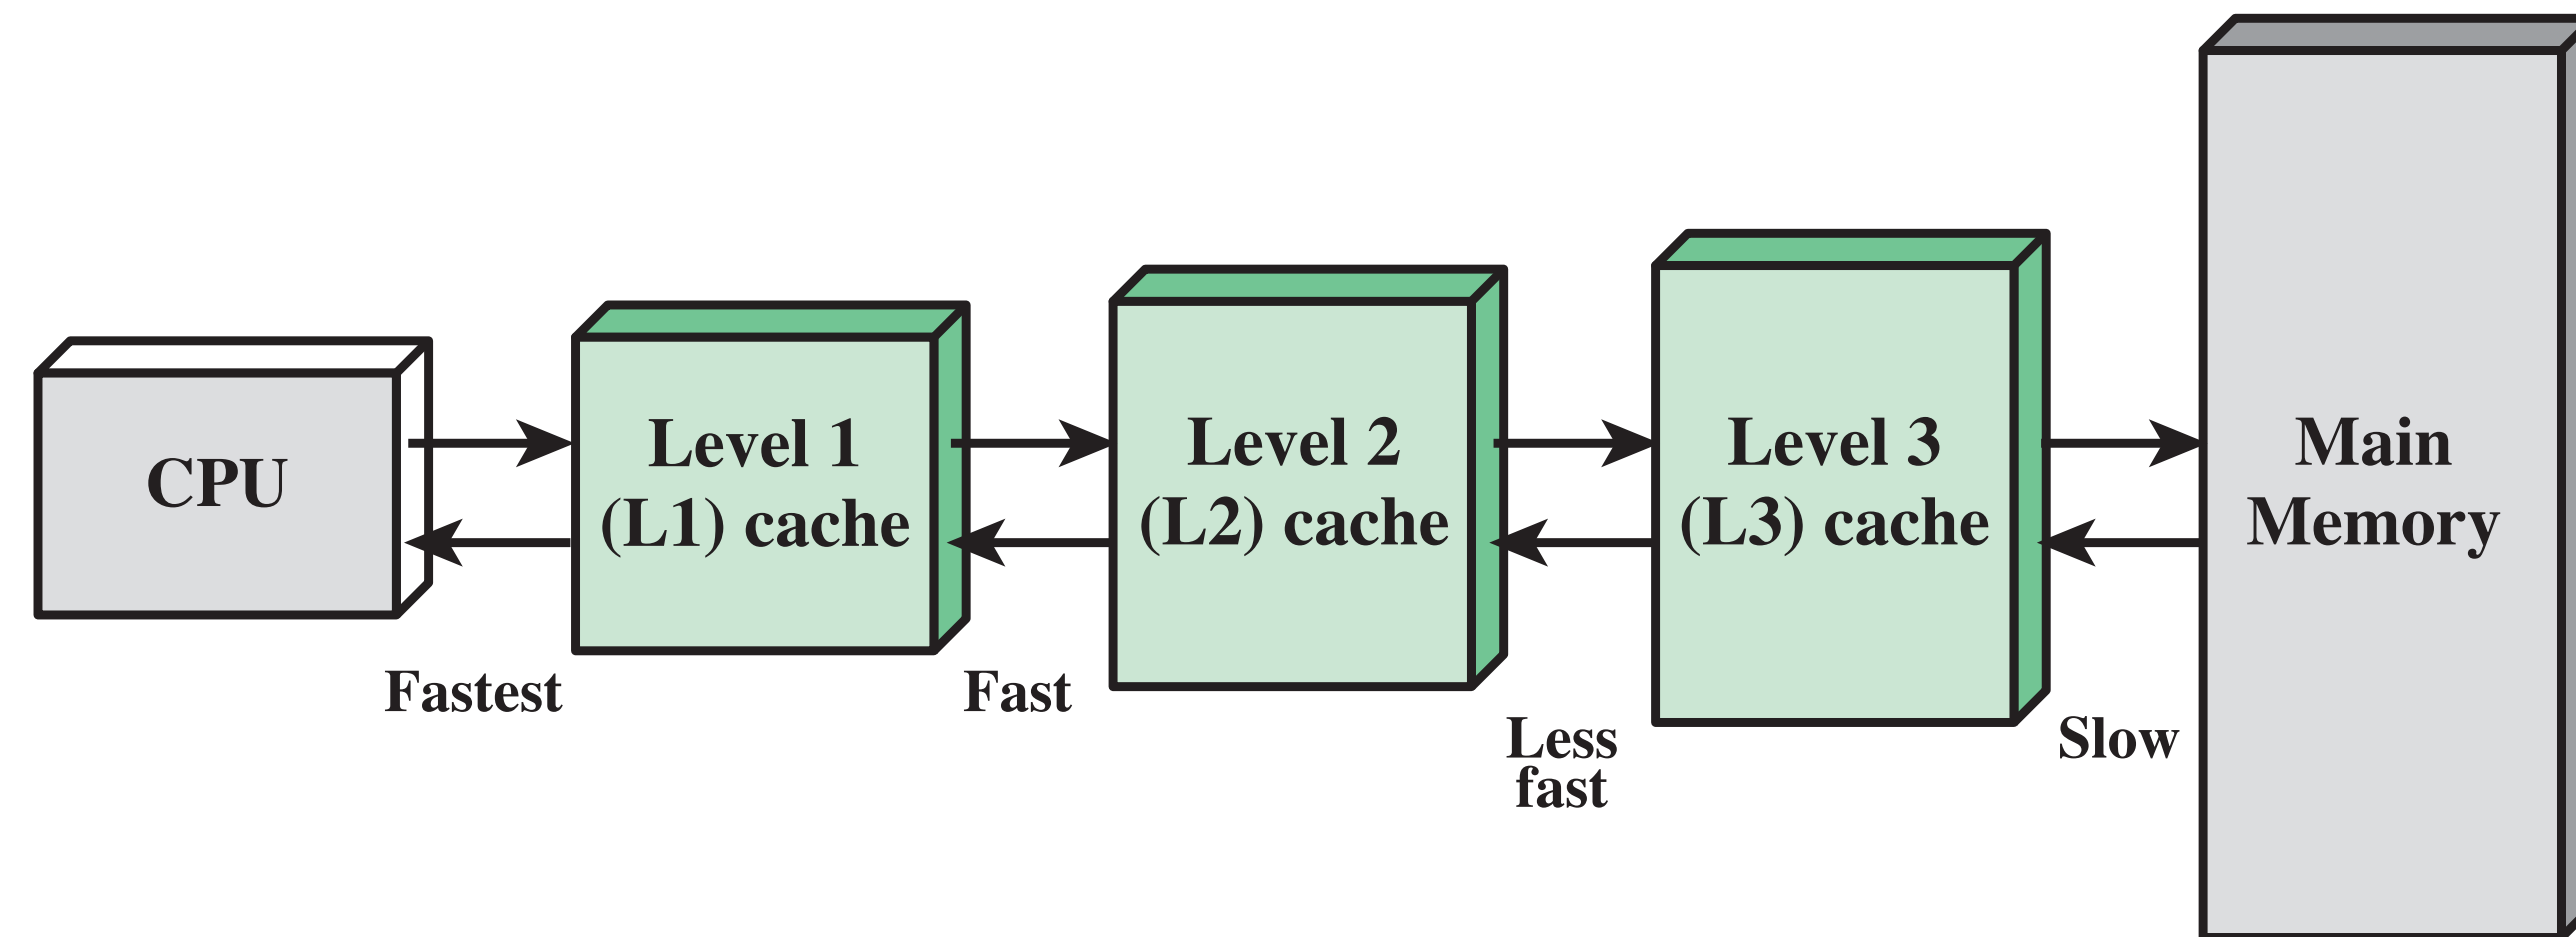 CPU
Level 1
(L1) cache
Level 2
(L2) cache
Level 3
(L3) cache
Main
Memory
Fastest
Fast
Less
fast
Slow